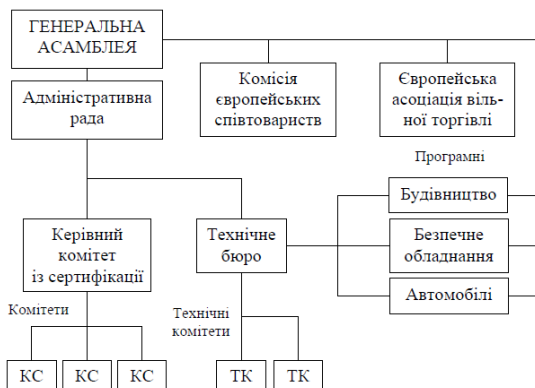 ГЕНЕРАЛЬНА
АСАМБЛЕЯ
Адміністративна
рада
Комісія
європейських
співтовариств
Європейська
асоціація віль-
ної торгівлі
Програмні
Будівництво
Безпечне
обладнання
Автомобілі
Керівний
комітет
із сертифікації
Технічне
бюро
Комітети
Технічні
комітети
КС
КС
КС
ТК
ТК